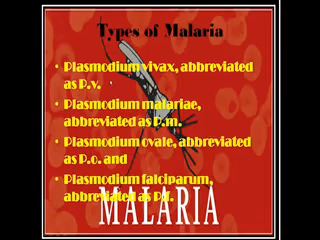 Types of Malaria
• Plasmodium vivax, abbreviated
as P.v.
• Plasmodium malariae,
abbreviated as P.m.
• Plasmodium ovale, abbreviated
as P.o. and
• Plasmodium falciparum,
abbreviated as P.f.
MALARIA